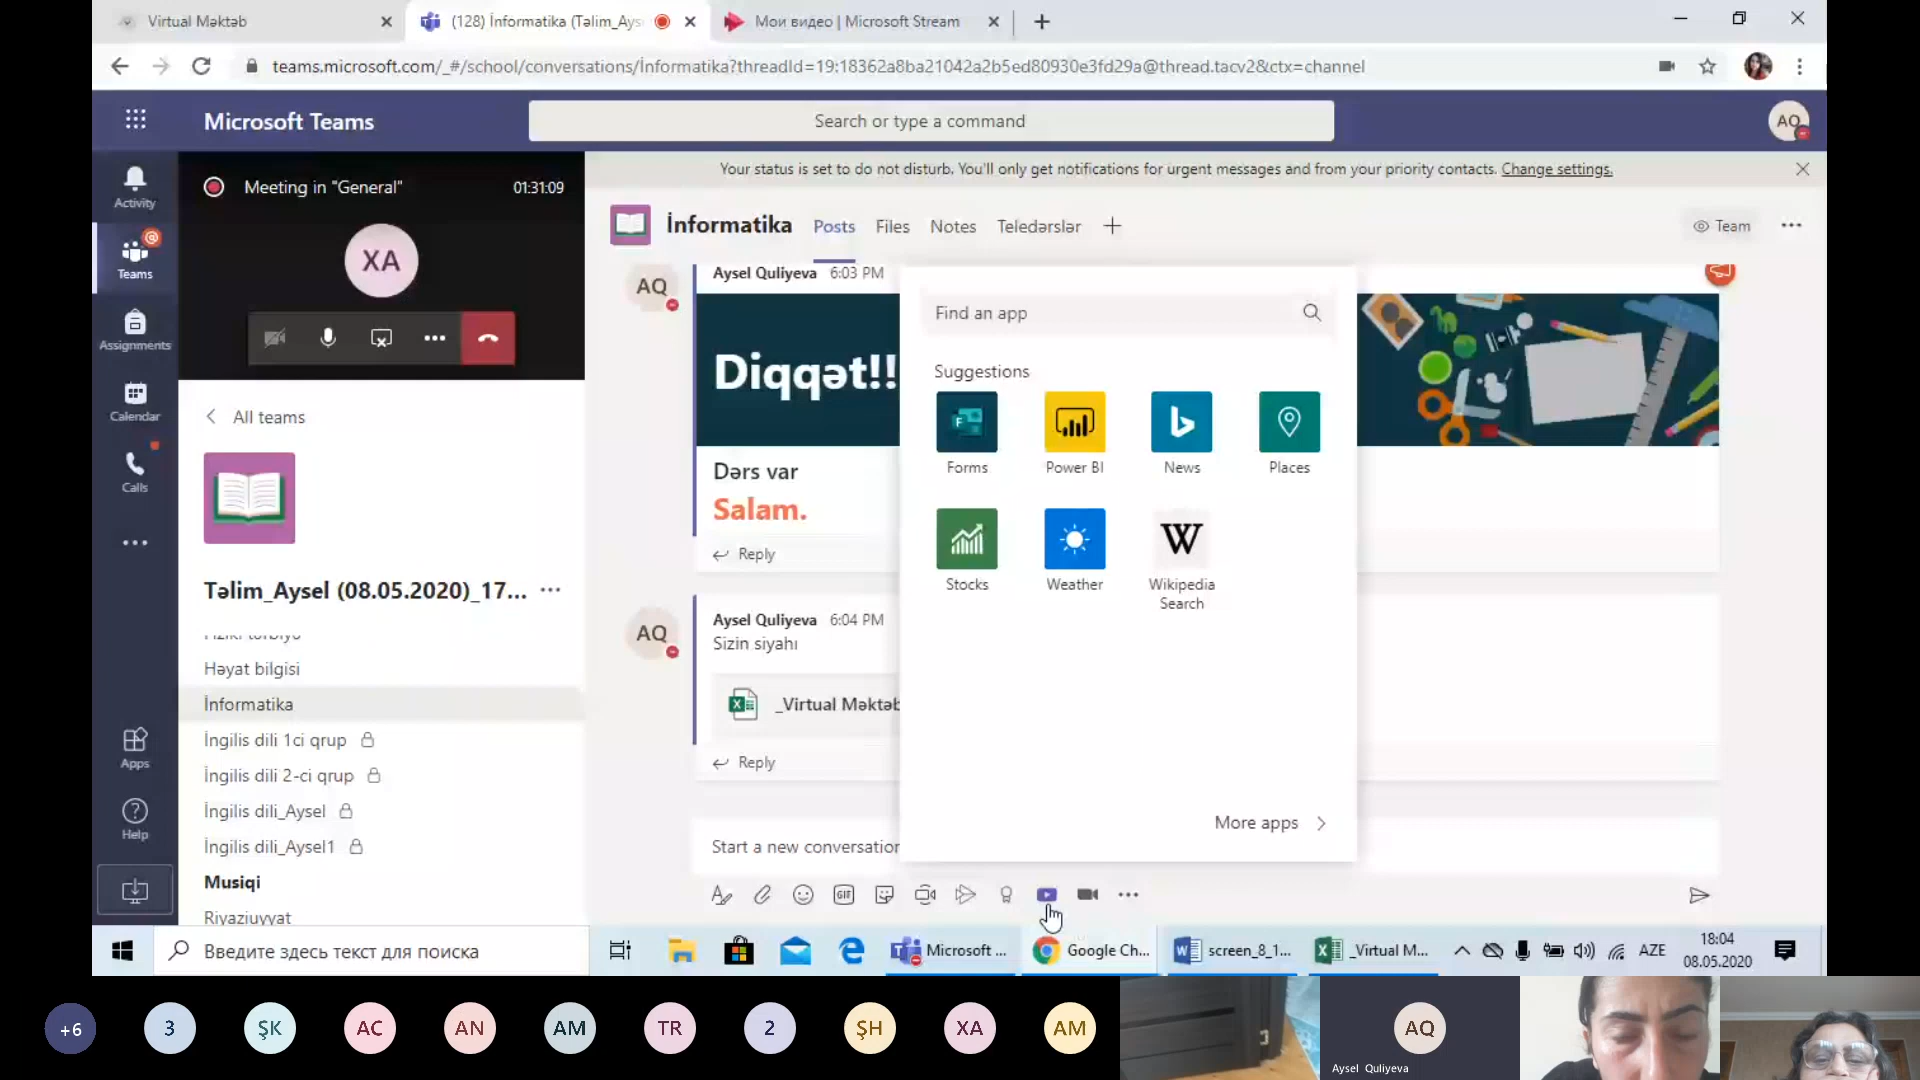 Virtual Məktəb
(128) İnformatika (Təlim_Ays
Мои видео | Microsoft Stream
teams.microsoft.com/_#/school/conversations/İnformatika?threadId=19:18362a8ba21042a2b5ed80930e3fd29a@thread.tacv2&ctx=channel
Microsoft Teams
Search or type a command
AQ
Your status is set to do not disturb. You'll only get notifications for urgent messages and from your priority contacts. Change settings.
Activity
Teams
Assignments
Calendar
Calls
Apps
Help
Meeting in "General"
01:31:09
XA
All teams
Təlim_Aysel (08.05.2020)_17...
Həyat bilgisi
İnformatika
İngilis dili 1ci qrup
İngilis dili 2-ci qrup
İngilis dili_Aysel
İngilis dili_Aysel1
Musiqi
Riyaziyyat
İnformatika
Posts
Files
Notes
Teledərslər
Team
AQ
Aysel Quliyeva 6:03 PM
Diqqət!!
Dərs var
Salam.
Reply
AQ
Aysel Quliyeva 6:04 PM
Sizin siyahı
_Virtual Məktəb
Reply
Start a new conversation
GIF
Find an app
Suggestions
Forms
Power BI
News
Places
Stocks
Weather
Wikipedia
Search
More apps
Введите здесь текст для поиска
Microsoft ...
Google Ch...
screen_8_1...
_Virtual M...
AZE
18:04
08.05.2020
+6
3
ŞK
AC
AN
AM
TR
2
ŞH
XA
AM
AQ
Aysel Quliyeva